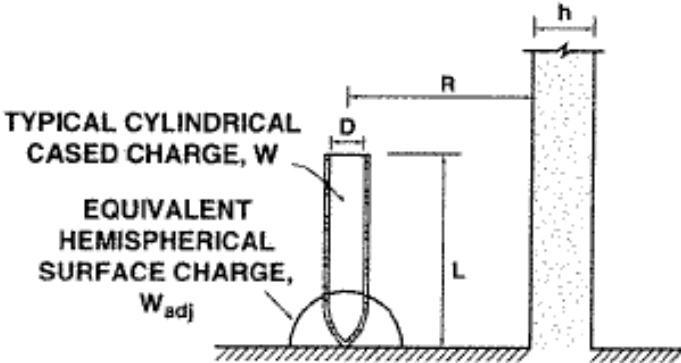 h
R
TYPICAL CYLINDRICAL
CASED CHARGE, W
D
EQUIVALENT
HEMISPHERICAL
SURFACE CHARGE,
Wadj
L